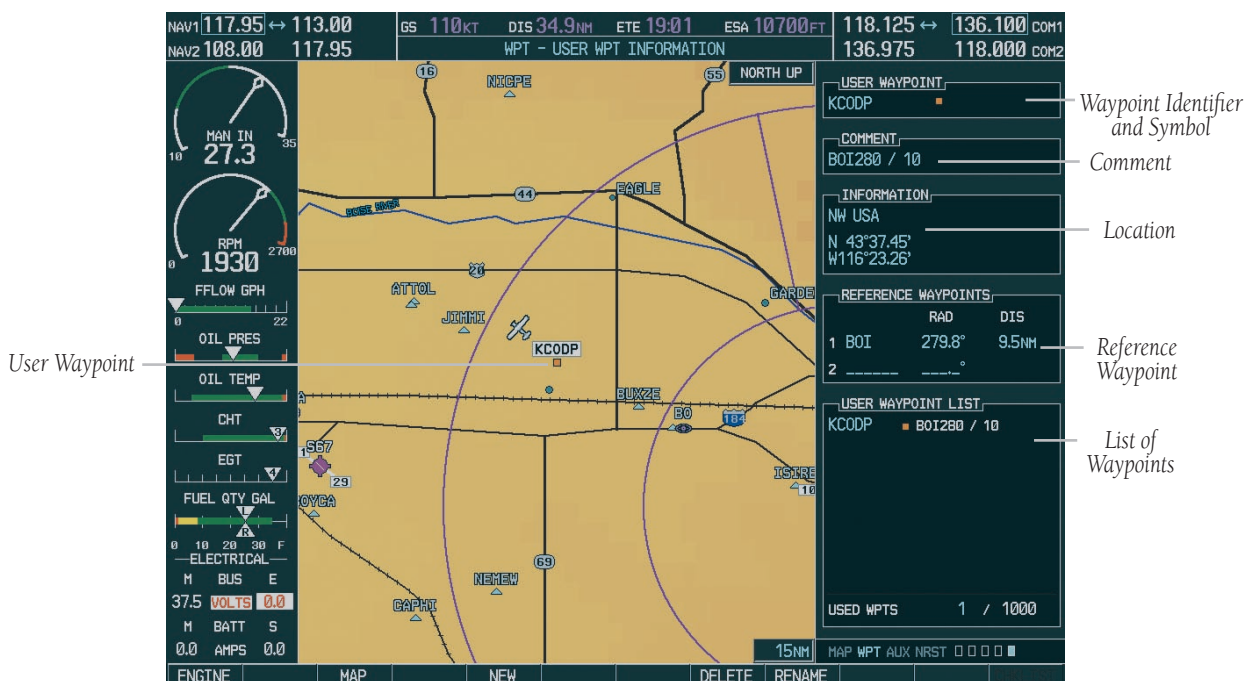 NAV1 117.95 ↔ 113.00
NAV2 108.00 117.95
GS 110KT DIS 34.9NM ETE 19:01 ESA 10700FT
WPT - USER WPT INFORMATION
118.125 ↔ 136.100 COM1
136.975 118.000 COM2
MAN IN
27.3
10 35
RPM
1930
0 2700
FFLOW GPH
0 22
OIL PRES
OIL TEMP
CHT
3
EGT
4
FUEL QTY GAL
L
R
0 10 20 30 F
ELECTRICAL
M BUS E
37.5 VOLTS 0.0
M BATT S
0.0 AMPS 0.0
NORTH UP
16
55
NICPE
44
EAGLE
20
ATTOL
GARDE
JIMMI
KCODP
BUXZE
BO
184
S67
1
29
ISIRE
10
OYCA
69
NEMEW
CAPHI
15NM
USER WAYPOINT
KCODP
COMMENT
BOI280 / 10
INFORMATION
NW USA
N 43°37.45'
W116°23.26'
REFERENCE WAYPOINTS
RAD DIS
1 BOI 279.8° 9.5NM
2 ______ ___._°
USER WAYPOINT LIST
KCODP BOI280 / 10
USED WPTS 1 / 1000
MAP WPT AUX NRST
ENGINE MAP NEW DELETE RENAME
User Waypoint
Waypoint Identifier
and Symbol
Comment
Location
Reference
Waypoint
List of
Waypoints